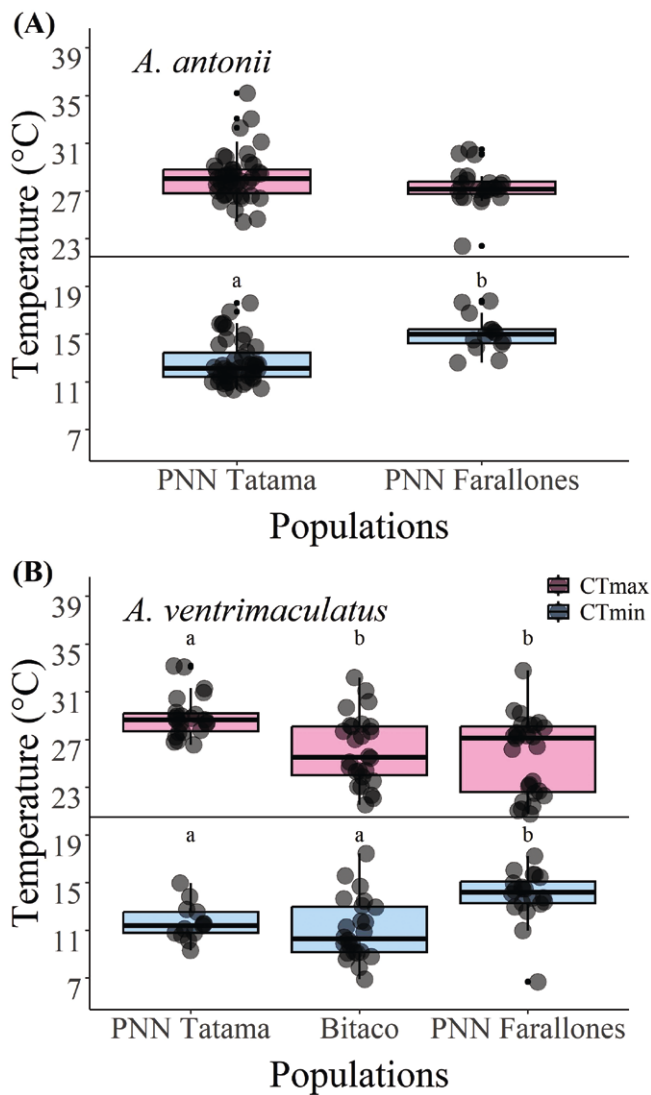 (A)
A. antonii
39
35
31
27
23
19
15
11
7
Temperature (°C)
a
b
PNN Tatama
PNN Farallones
Populations
(B)
A. ventrimaculatus
CTmax
CTmin
39
35
31
27
23
19
15
11
7
Temperature (°C)
a
b
b
a
a
b
PNN Tatama
Bitaco
PNN Farallones
Populations